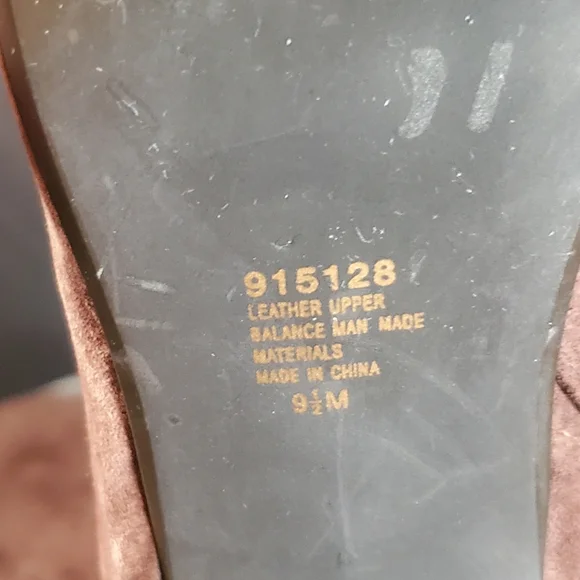 915128
LEATHER UPPER
BALANCE MAN MADE
MATERIALS
MADE IN CHINA
9½M